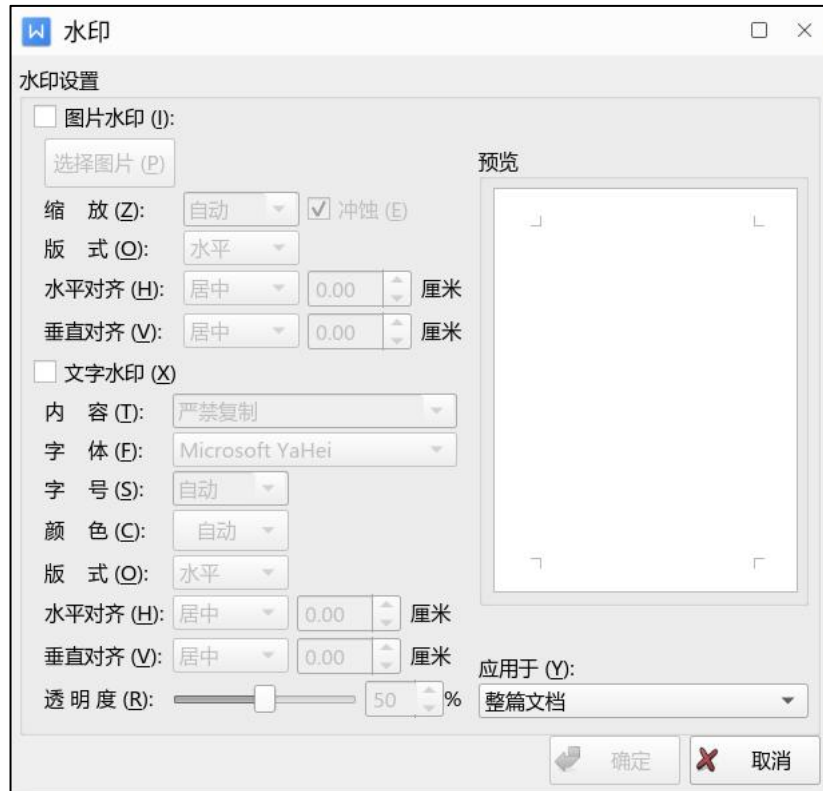 水印
水印设置
图片水印 (I):
选择图片 (P)
缩 放 (Z): 自动 冲蚀 (E)
版 式 (O): 水平
水平对齐 (H): 居中 0.00 厘米
垂直对齐 (V): 居中 0.00 厘米
文字水印 (X)
内 容 (T): 严禁复制
字 体 (F): Microsoft YaHei
字 号 (S): 自动
颜 色 (C): 自动
版 式 (O): 水平
水平对齐 (H): 居中 0.00 厘米
垂直对齐 (V): 居中 0.00 厘米
透 明 度 (R): 50 %
预览
应用于 (Y):
整篇文档
确定 取消